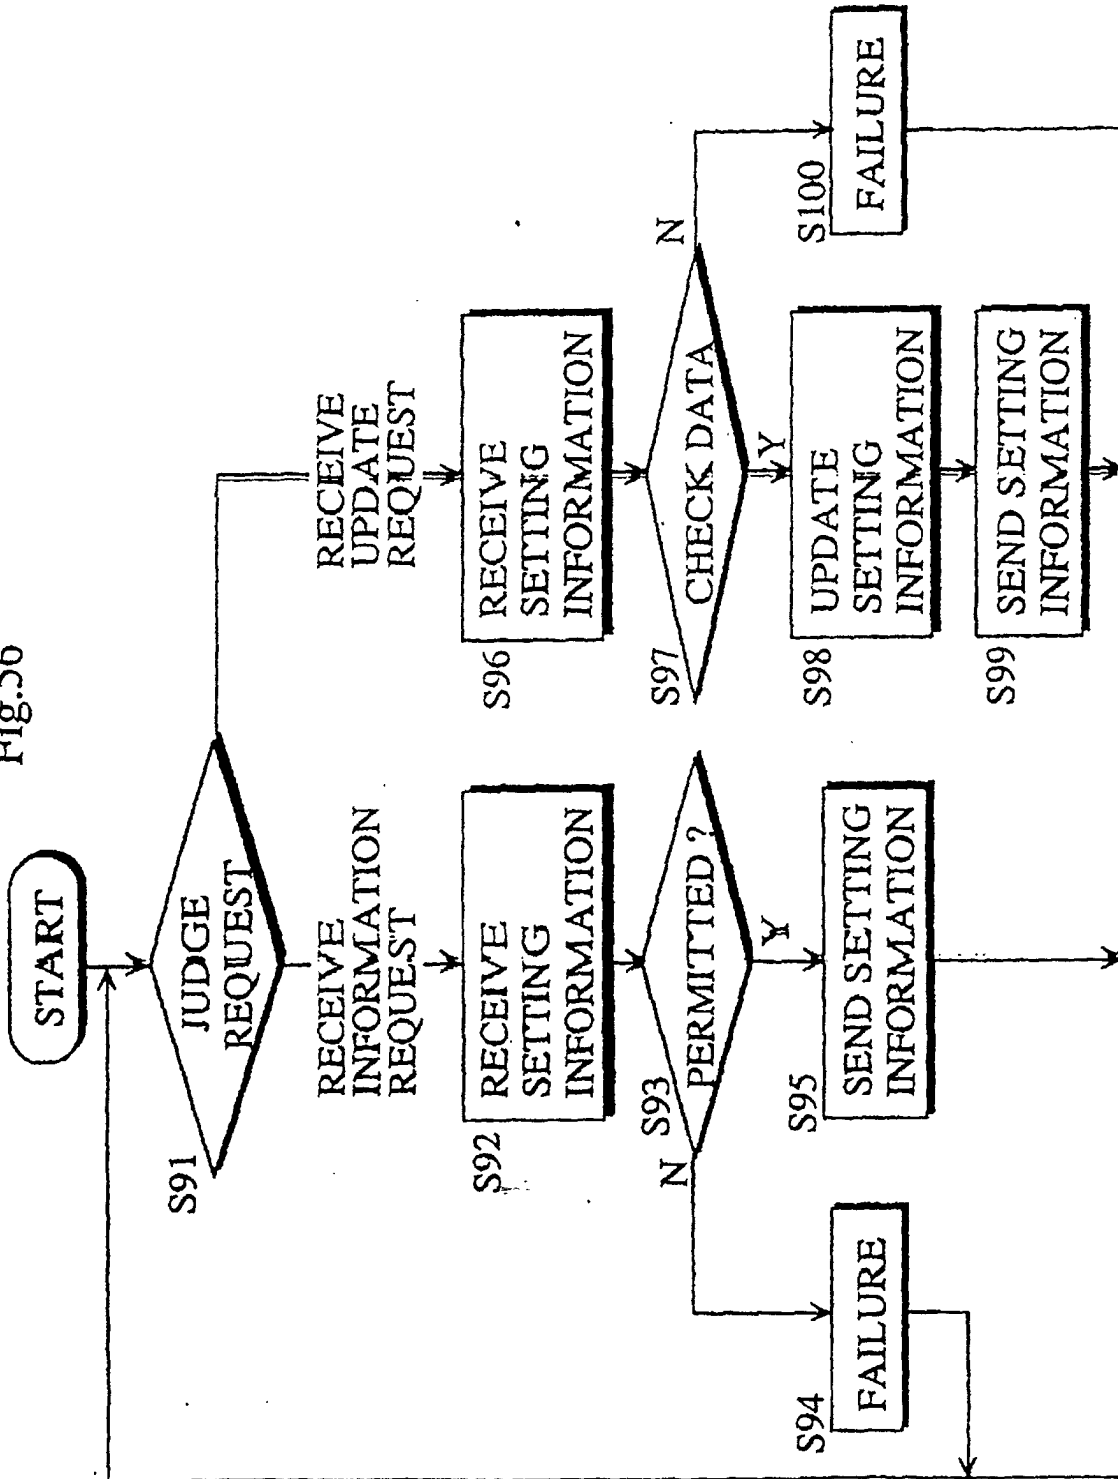 START
S91
JUDGE
REQUEST
RECEIVE
INFORMATION
REQUEST
S92
RECEIVE
SETTING
INFORMATION
S93
PERMITTED ?
N
Y
S94
FAILURE
S95
SEND SETTING
INFORMATION
RECEIVE
UPDATE
REQUEST
S96
RECEIVE
SETTING
INFORMATION
S97
CHECK DATA
N
Y
S98
UPDATE
SETTING
INFORMATION
S99
SEND SETTING
INFORMATION
S100
FAILURE